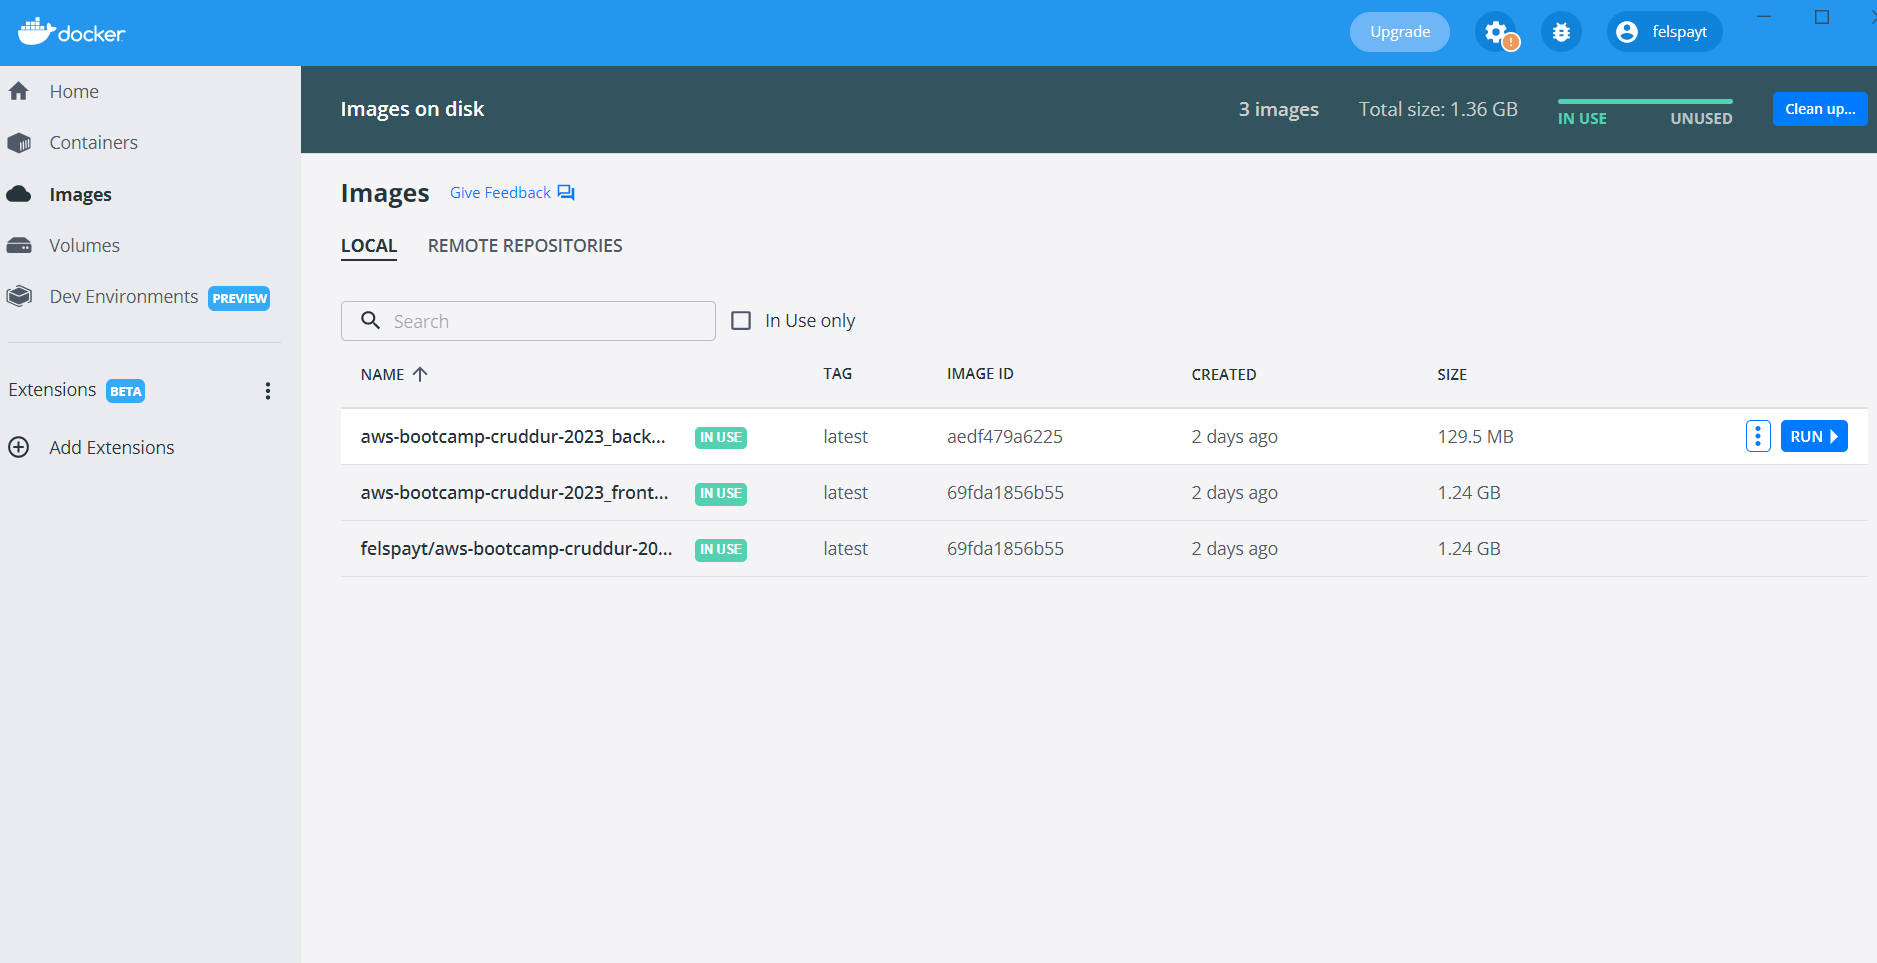 docker
Upgrade
felspayt
Home
Containers
Images
Volumes
Dev Environments PREVIEW
Extensions BETA
Add Extensions
Images on disk
3 images Total size: 1.36 GB
IN USE UNUSED
Clean up...
Images Give Feedback
LOCAL REMOTE REPOSITORIES
Search In Use only
NAME TAG IMAGE ID CREATED SIZE
aws-bootcamp-cruddur-2023_back... IN USE latest aedf479a6225 2 days ago 129.5 MB RUN
aws-bootcamp-cruddur-2023_front... IN USE latest 69fda1856b55 2 days ago 1.24 GB
felspayt/aws-bootcamp-cruddur-20... IN USE latest 69fda1856b55 2 days ago 1.24 GB